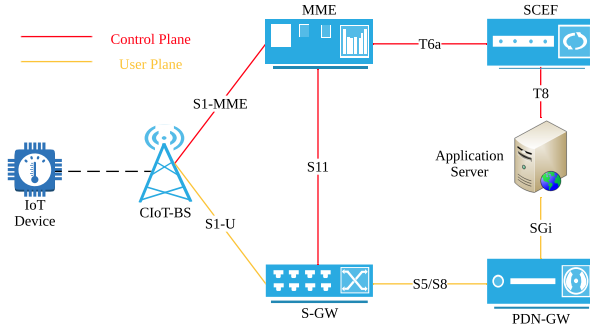 MME
SCEF
Control Plane
User Plane
T6a
S1-MME
T8
Application
Server
S11
IoT
Device
CIoT-BS
S1-U
SGi
S5/S8
S-GW
PDN-GW